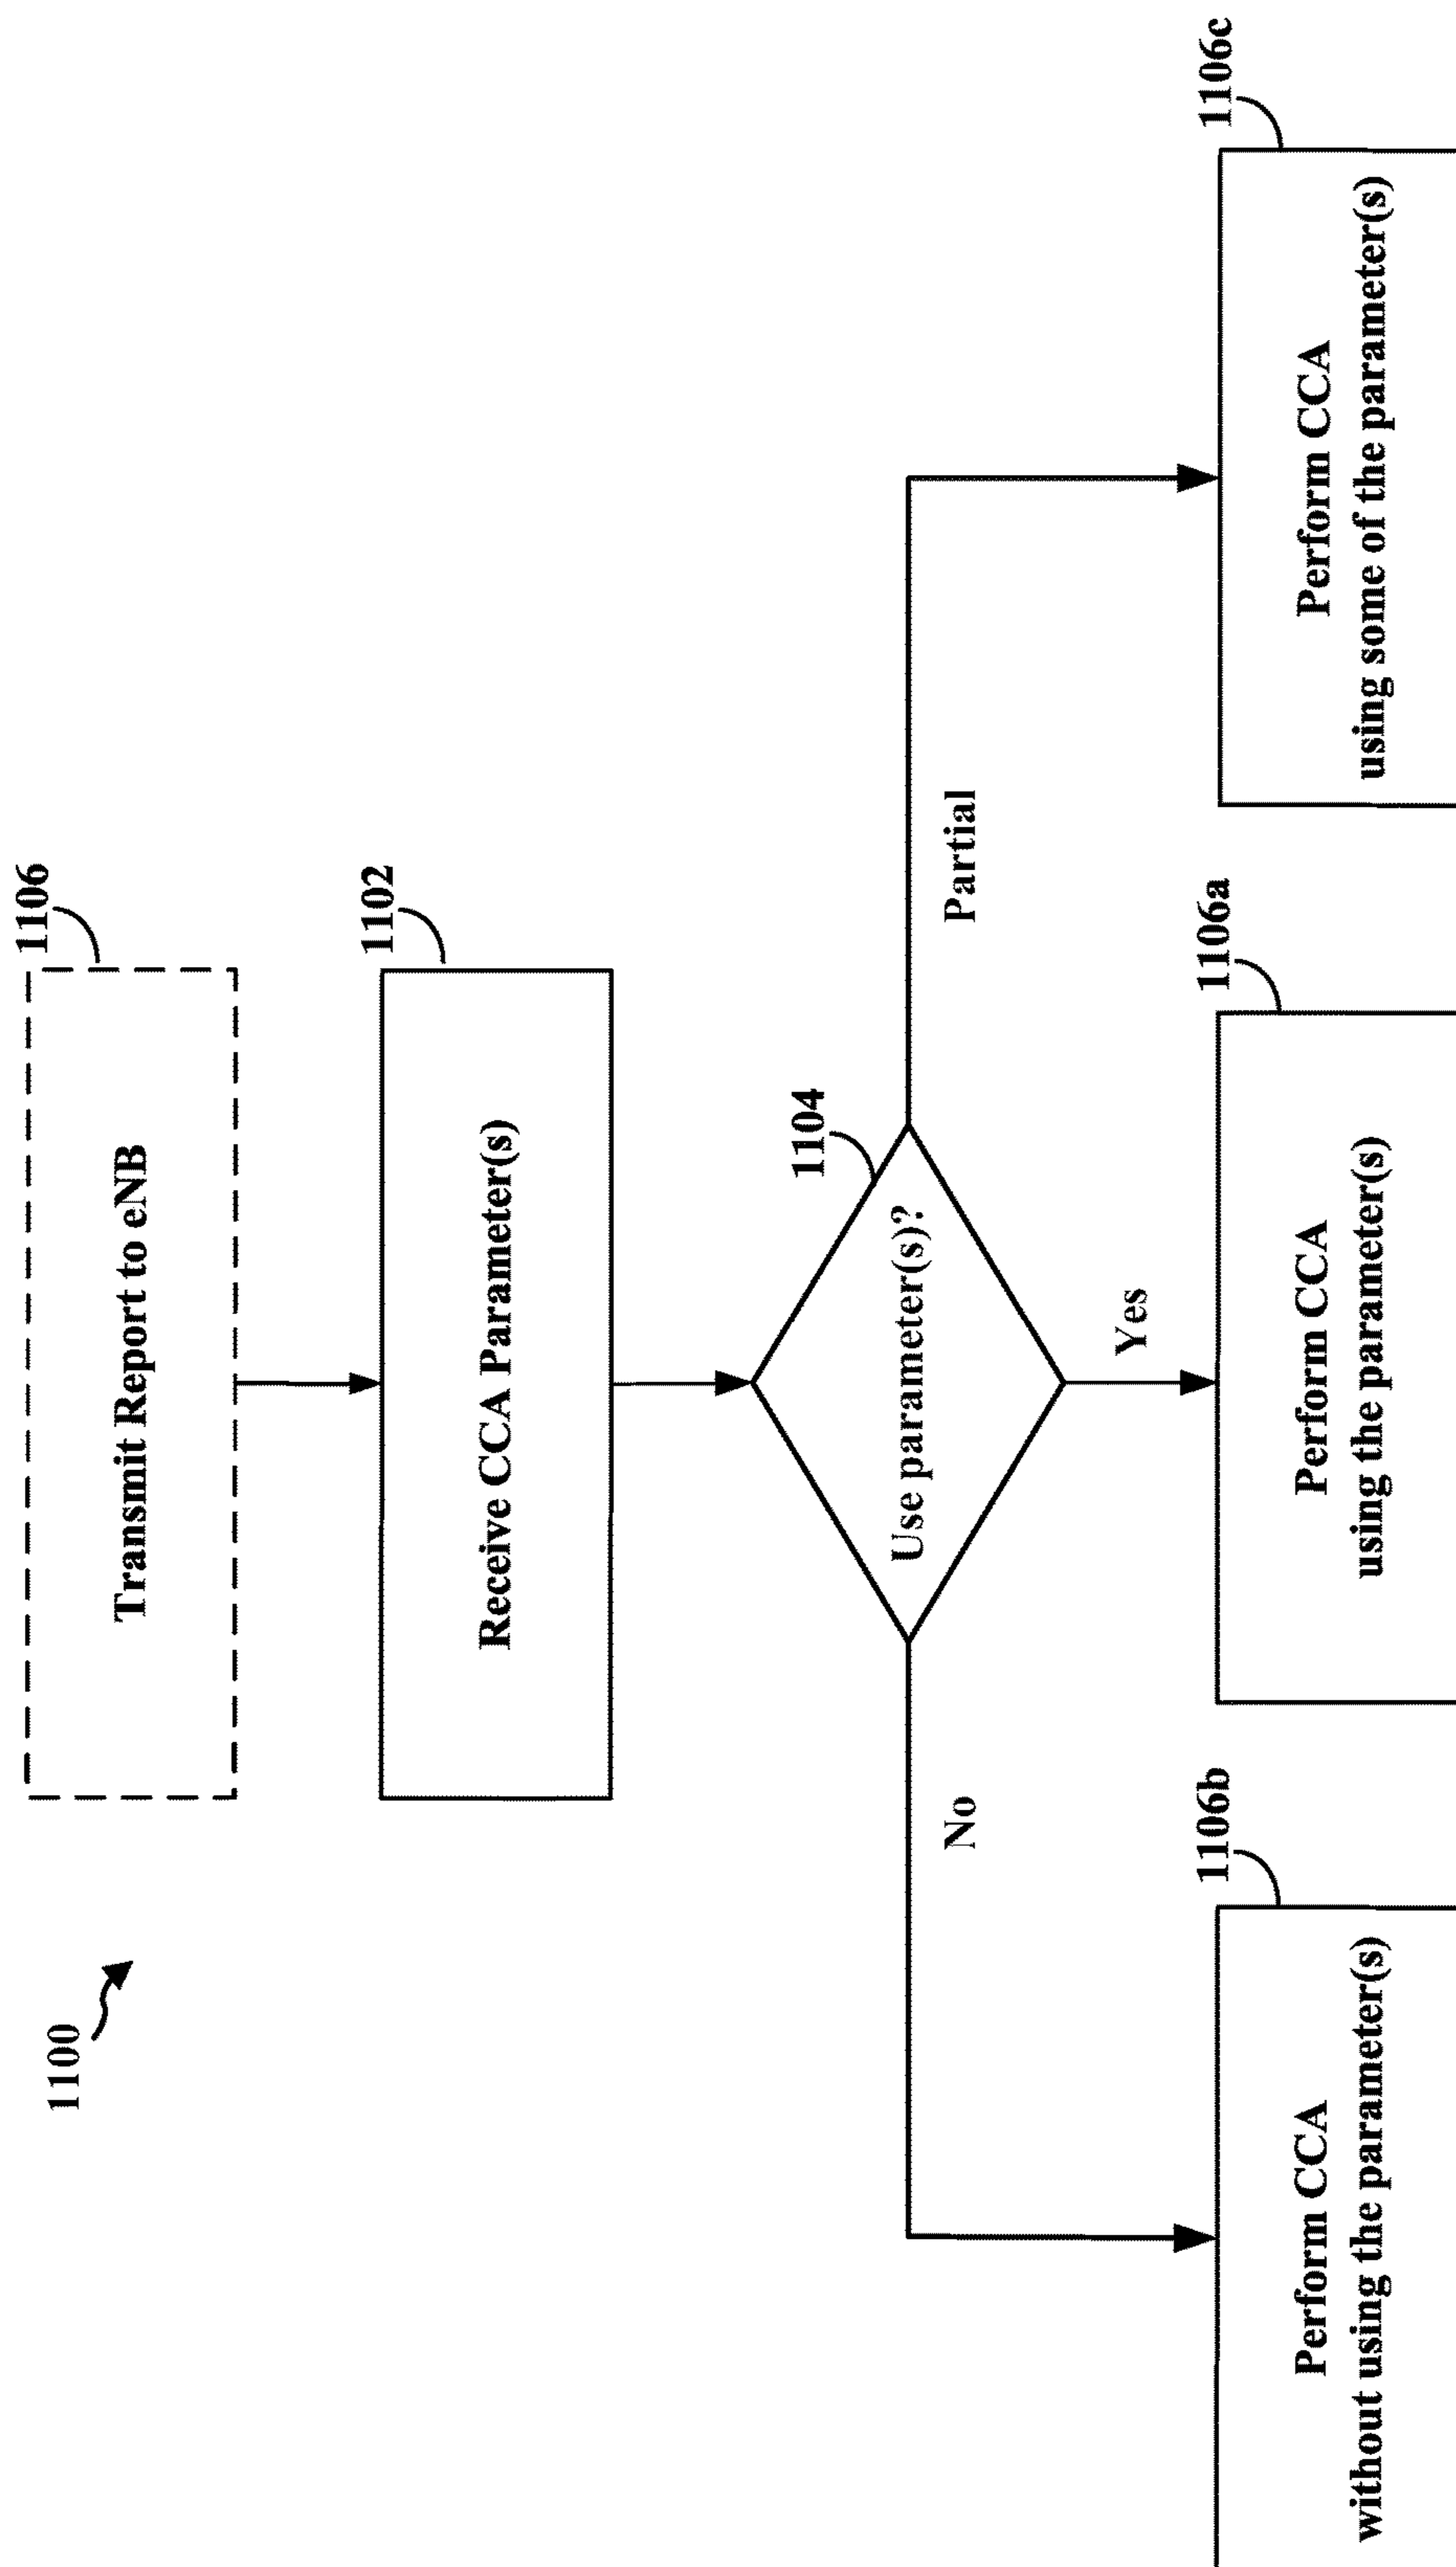 1100
1106
Transmit Report to eNB
1102
Receive CCA Parameter(s)
1104
Use parameter(s)?
No
Yes
Partial
1106b
Perform CCA
without using the parameter(s)
1106a
Perform CCA
using the parameter(s)
1106c
Perform CCA
using some of the parameter(s)